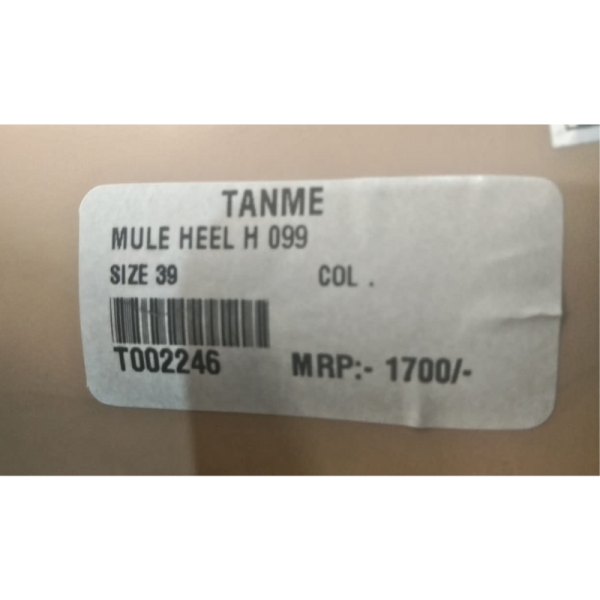 TANME
MULE HEEL H 099
SIZE 39 COL .
T002246 MRP:- 1700/-